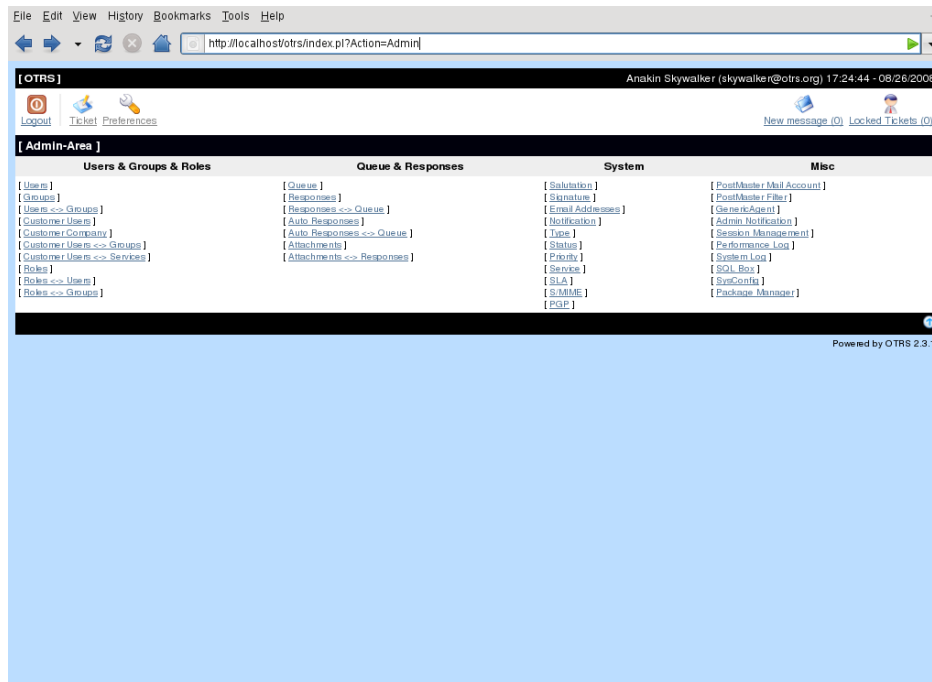 File Edit View History Bookmarks Tools Help
http://localhost/otrs/index.pl?Action=Admin
[ OTRS ] Anakin Skywalker (skywalker@otrs.org) 17:24:44 - 08/26/2008
Logout Ticket Preferences New message (0) Locked Tickets (0)
[ Admin-Area ]
Users & Groups & Roles Queue & Responses System Misc
[ Users ] [ Queue ] [ Salutation ] [ PostMaster Mail Account ]
[ Groups ] [ Responses ] [ Signature ] [ PostMaster Filter ]
[ Users <-> Groups ] [ Responses <-> Queue ] [ Email Addresses ] [ GenericAgent ]
[ Customer Users ] [ Auto Responses ] [ Notification ] [ Admin Notification ]
[ Customer Company ] [ Auto Responses <-> Queue ] [ Type ] [ Session Management ]
[ Customer Users <-> Groups ] [ Attachments ] [ Status ] [ Performance Log ]
[ Customer Users <-> Services ] [ Attachments <-> Responses ] [ Priority ] [ System Log ]
[ Roles ] [ Service ] [ SQL Box ]
[ Roles <-> Users ] [ SLA ] [ SysConfig ]
[ Roles <-> Groups ] [ S/MIME ] [ Package Manager ]
[ PGP ]
Powered by OTRS 2.3.1